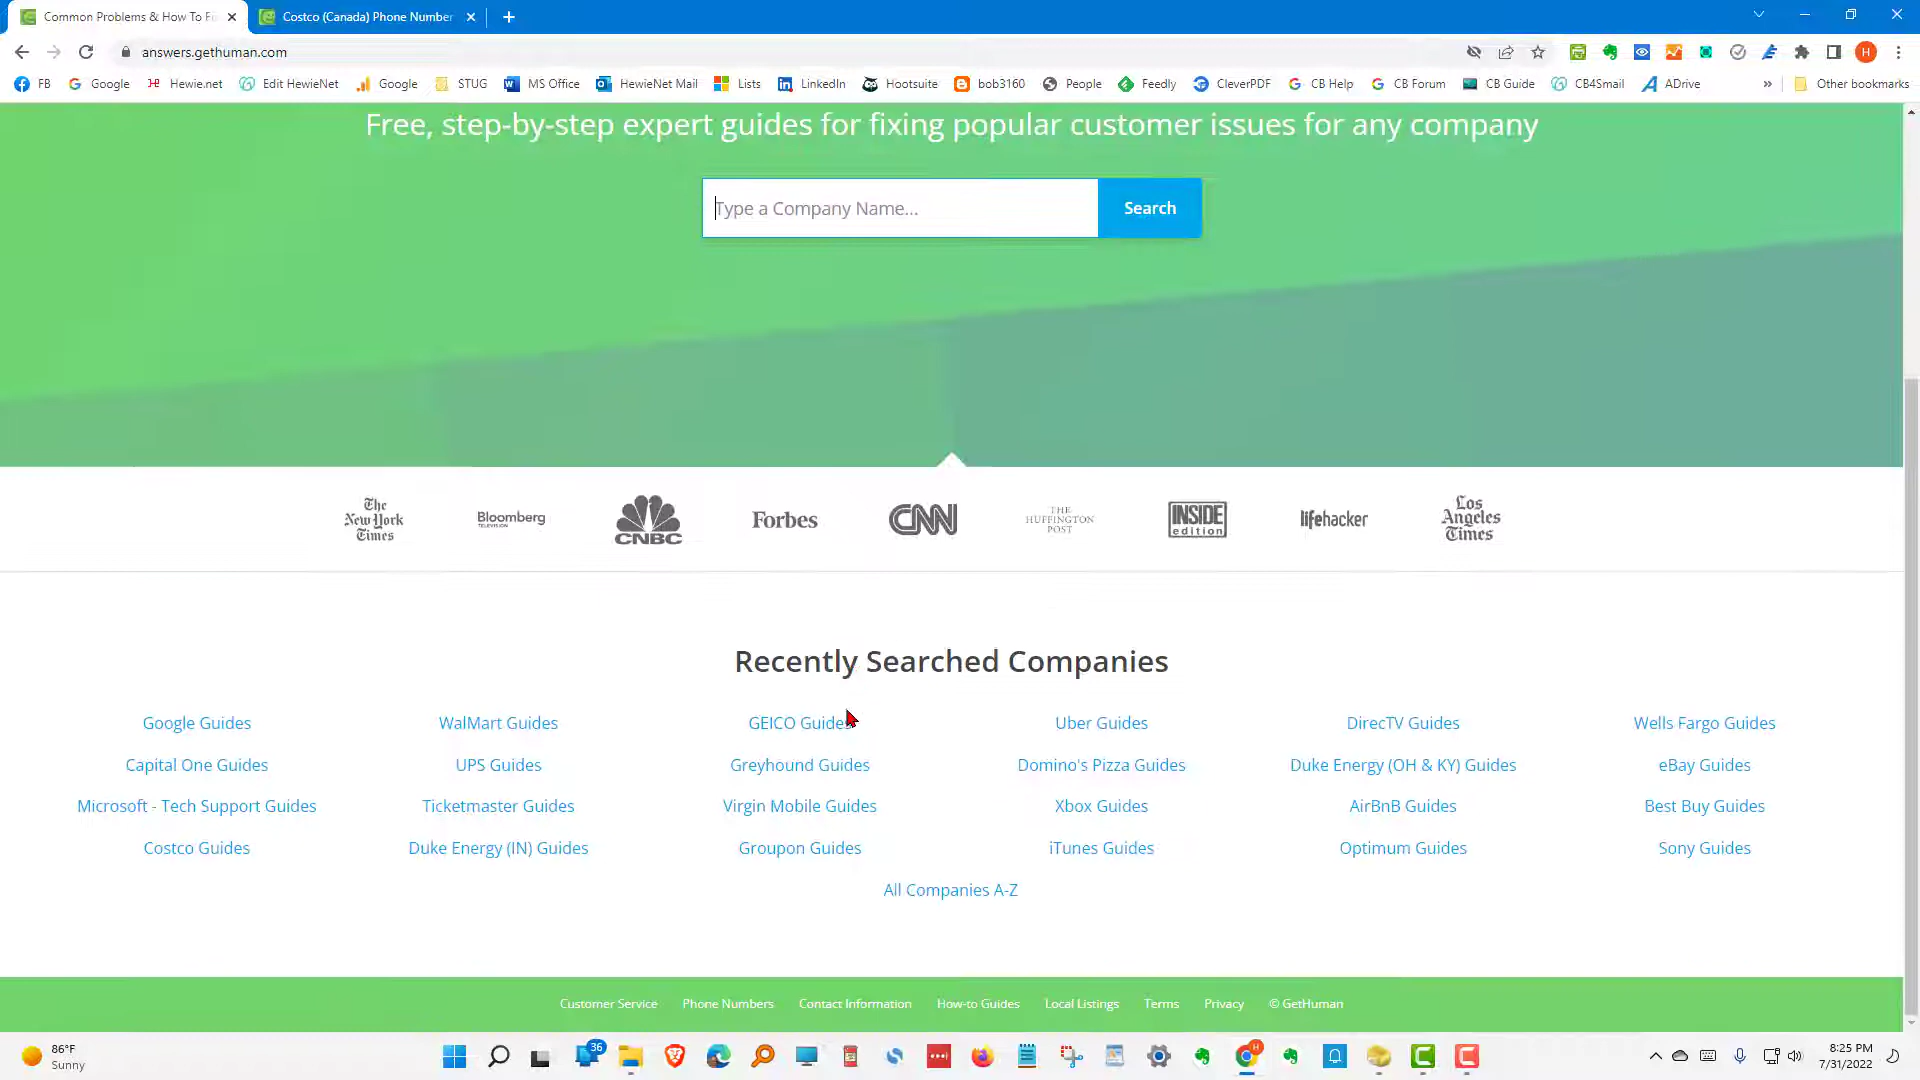 Common Problems & How To F
Costco (Canada) Phone Number
answers.gethuman.com
FB
Google
Hewie.net
Edit HewieNet
Google
STUG
MS Office
HewieNet Mail
Lists
LinkedIn
Hootsuite
bob3160
People
Feedly
CleverPDF
CB Help
CB Forum
CB Guide
CB4Smail
ADrive
»
Other bookmarks
Free, step-by-step expert guides for fixing popular customer issues for any company
Type a Company Name...
Search
The New York Times
Bloomberg
TELEVISION
CNBC
Forbes
CNN
THE HUFFINGTON POST
INSIDE edition
lifehacker
Los Angeles Times
Recently Searched Companies
Google Guides WalMart Guides GEICO Guides Uber Guides DirecTV Guides Wells Fargo Guides
Capital One Guides UPS Guides Greyhound Guides Domino's Pizza Guides Duke Energy (OH & KY) Guides eBay Guides
Microsoft - Tech Support Guides Ticketmaster Guides Virgin Mobile Guides Xbox Guides AirBnB Guides Best Buy Guides
Costco Guides Duke Energy (IN) Guides Groupon Guides iTunes Guides Optimum Guides Sony Guides
All Companies A-Z
Customer Service Phone Numbers Contact Information How-to Guides Local Listings Terms Privacy © GetHuman
86°F
Sunny
36
H
8:25 PM
7/31/2022